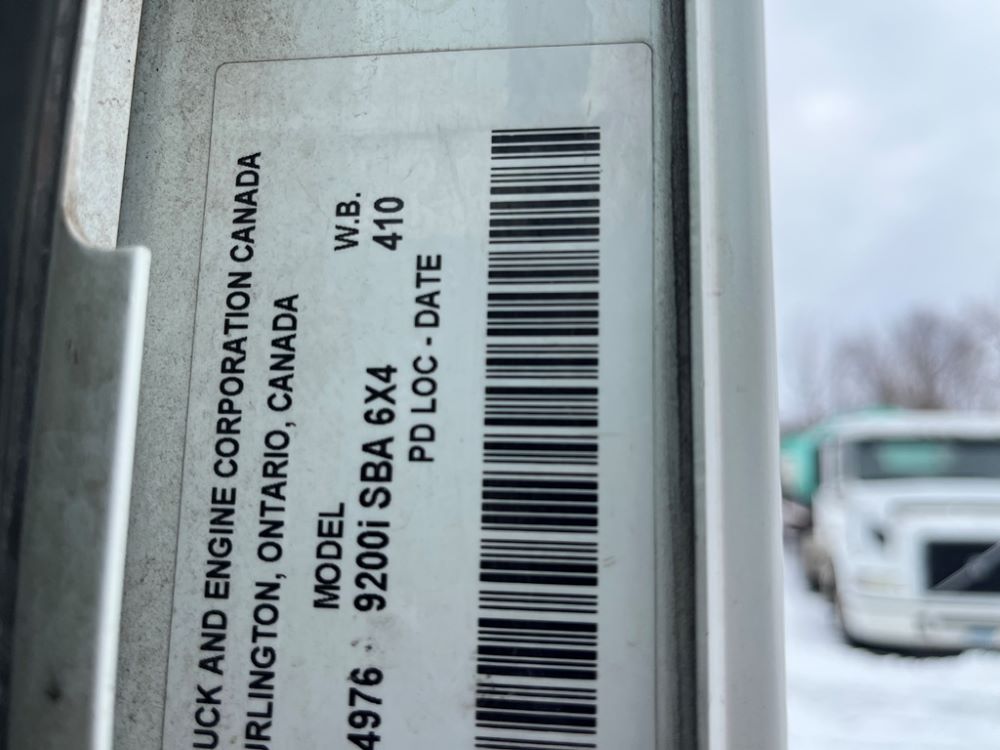 UCK AND ENGINE CORPORATION CANADA
URLINGTON, ONTARIO, CANADA
MODEL W.B.
4976 9200i SBA 6X4 410
PD LOC - DATE